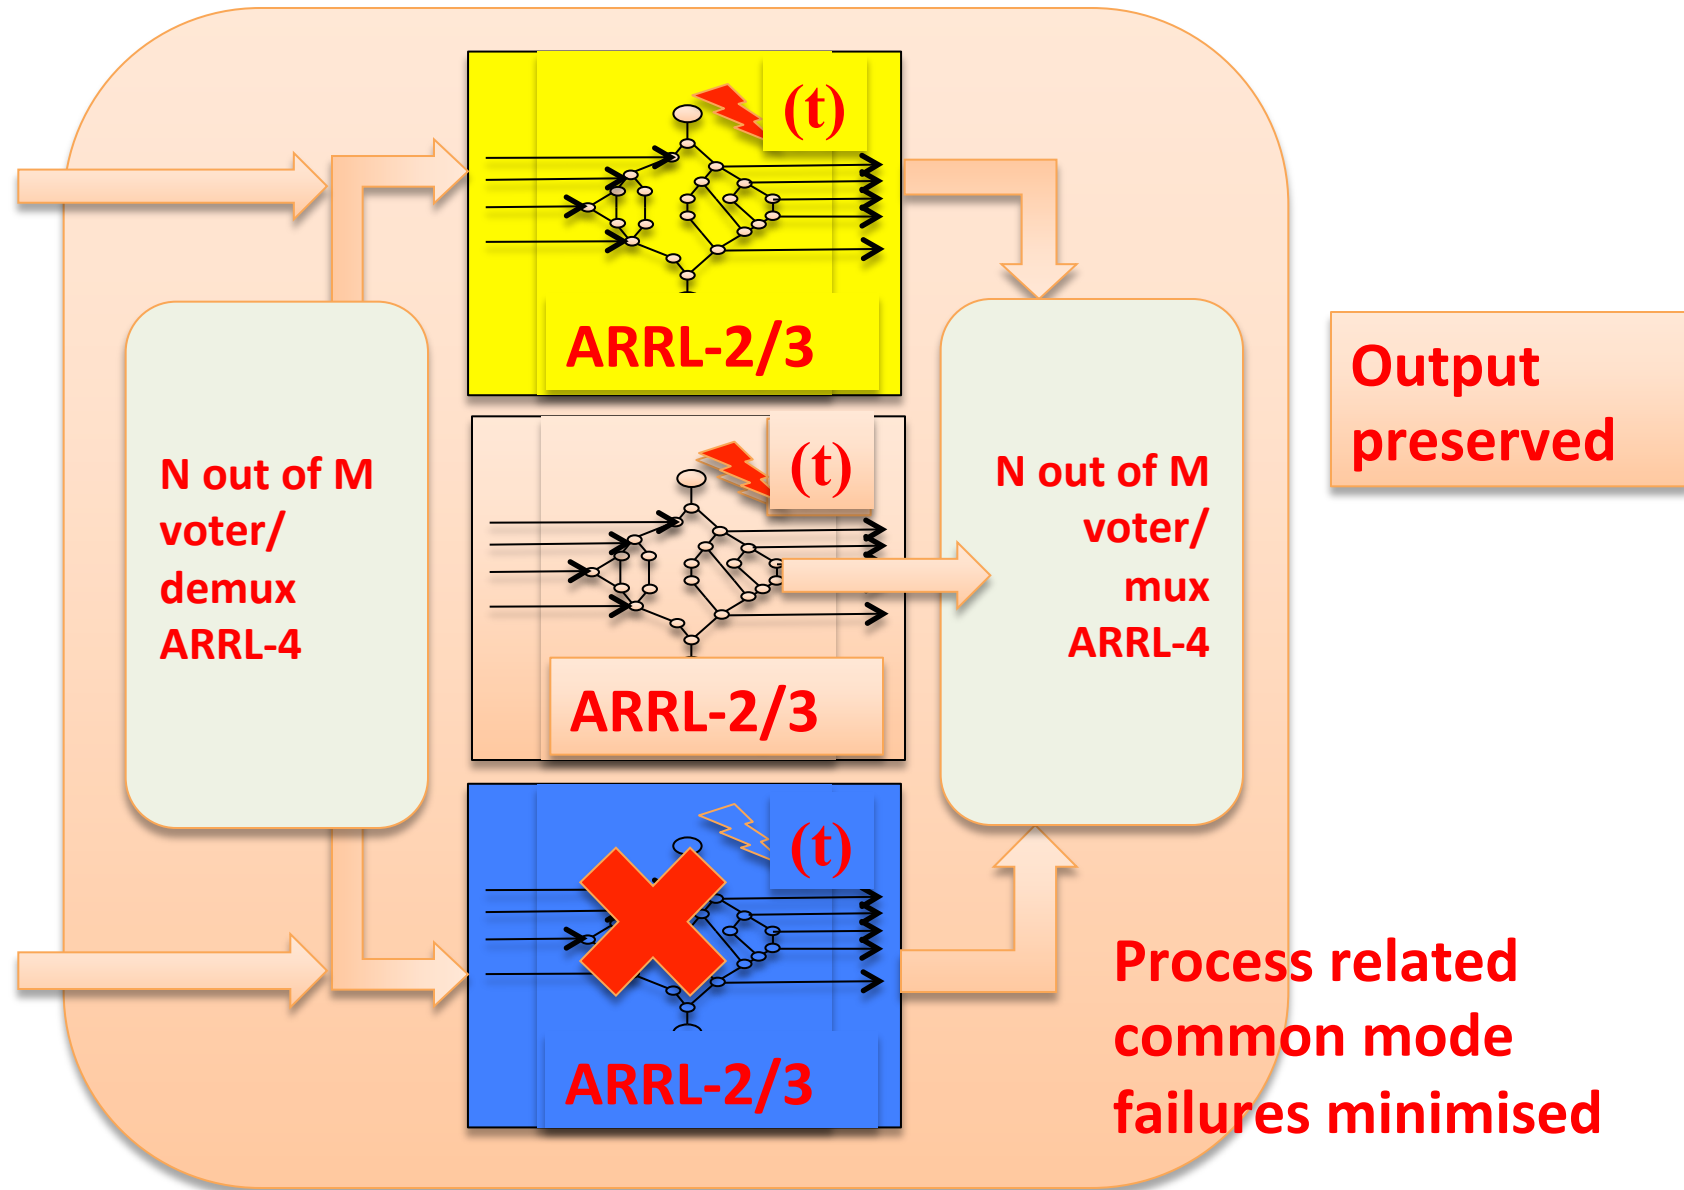 (t)
ARRL-2/3
N out of M
voter/
demux
ARRL-4
(t)
ARRL-2/3
N out of M
voter/
mux
ARRL-4
Output
preserved
(t)
ARRL-2/3
Process related
common mode
failures minimised